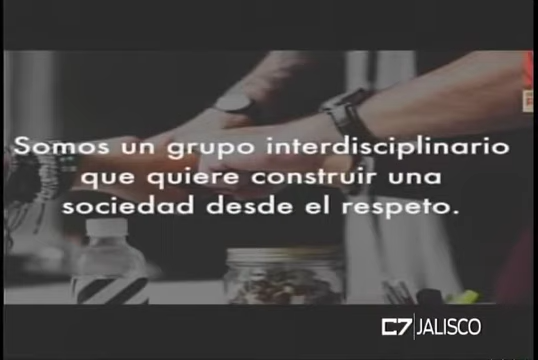 Somos un grupo interdisciplinario
que quiere construir una
sociedad desde el respeto.
C7 JALISCO